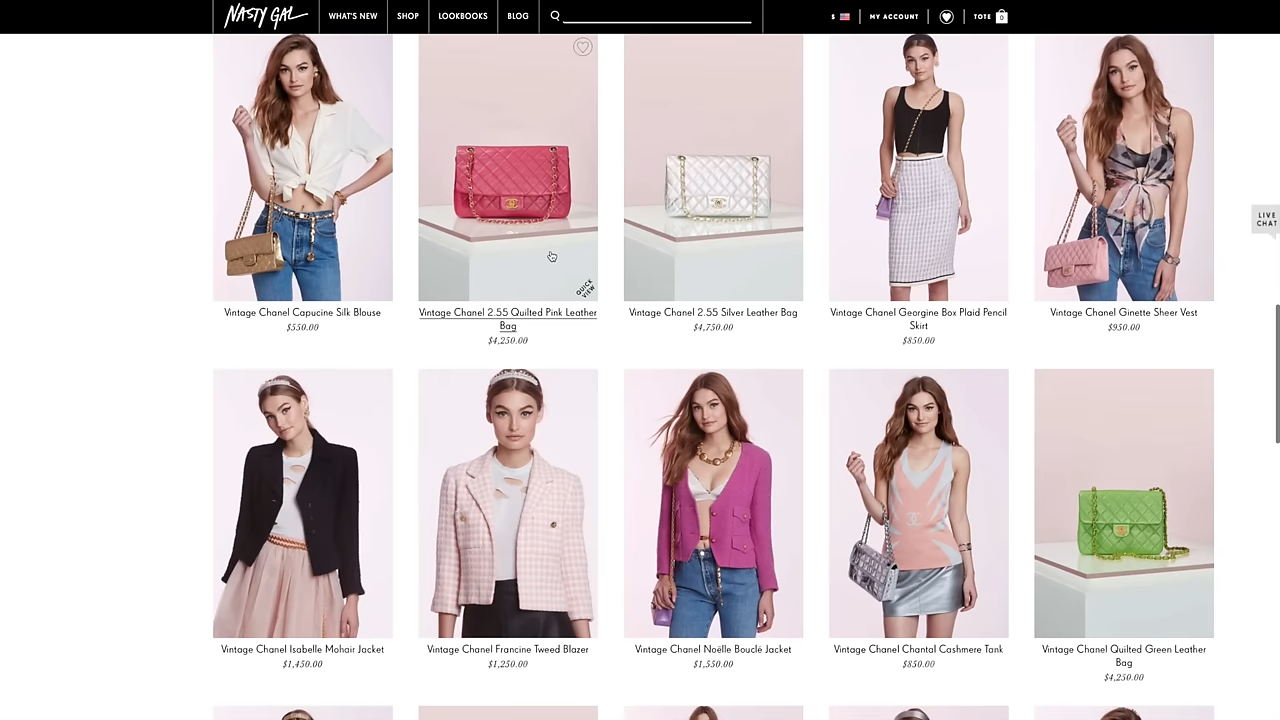 NASTY GAL WHAT'S NEW SHOP LOOKBOOKS BLOG $ MY ACCOUNT TOTE 0
LIVE
CHAT
QUICK
VIEW
Vintage Chanel Capucine Silk Blouse
$550.00
Vintage Chanel 2.55 Quilted Pink Leather
Bag
$4,250.00
Vintage Chanel 2.55 Silver Leather Bag
$4,750.00
Vintage Chanel Georgine Box Plaid Pencil
Skirt
$850.00
Vintage Chanel Ginette Sheer Vest
$950.00
Vintage Chanel Isabelle Mohair Jacket
$1,450.00
Vintage Chanel Francine Tweed Blazer
$1,250.00
Vintage Chanel Noëlle Bouclé Jacket
$1,550.00
Vintage Chanel Chantal Cashmere Tank
$850.00
Vintage Chanel Quilted Green Leather
Bag
$4,250.00